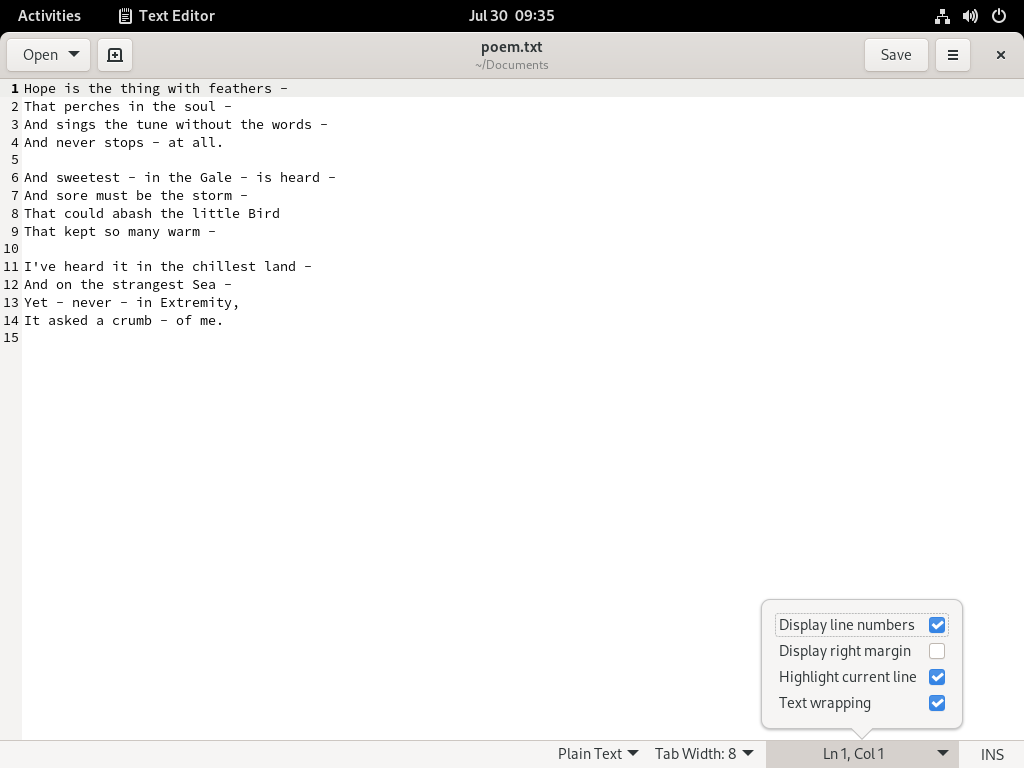 Activities Text Editor Jul 30 09:35
Open poem.txt Save
~/Documents
1 Hope is the thing with feathers –
2 That perches in the soul –
3 And sings the tune without the words –
4 And never stops – at all.
5
6 And sweetest – in the Gale – is heard –
7 And sore must be the storm –
8 That could abash the little Bird
9 That kept so many warm –
10
11 I've heard it in the chillest land –
12 And on the strangest Sea –
13 Yet – never – in Extremity,
14 It asked a crumb – of me.
15
Display line numbers
Display right margin
Highlight current line
Text wrapping
Plain Text Tab Width: 8 Ln 1, Col 1 INS